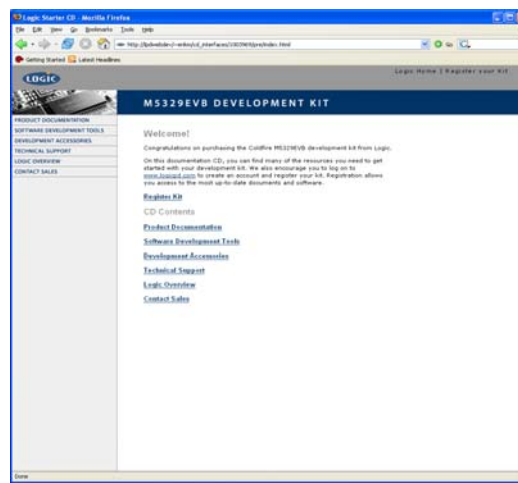 Logic Starter CD - Mozilla Firefox
File Edit View Go Bookmarks Tools Help
Getting Started Latest Headlines
LOGIC
Logic Home | Register your Kit
M5329EVB DEVELOPMENT KIT
PRODUCT DOCUMENTATION
SOFTWARE DEVELOPMENT TOOLS
DEVELOPMENT ACCESSORIES
TECHNICAL SUPPORT
LOGIC OVERVIEW
CONTACT SALES
Welcome!
Congratulations on purchasing the Coldfire M5329EVB development kit from Logic.
On this documentation CD, you can find many of the resources you need to get
started with your development kit. We also encourage you to log on to
www.logicpd.com to create an account and register your kit. Registration allows
you access to the most up-to-date documents and software.
Register Kit
CD Contents
Product Documentation
Software Development Tools
Development Accessories
Technical Support
Logic Overview
Contact Sales
Done